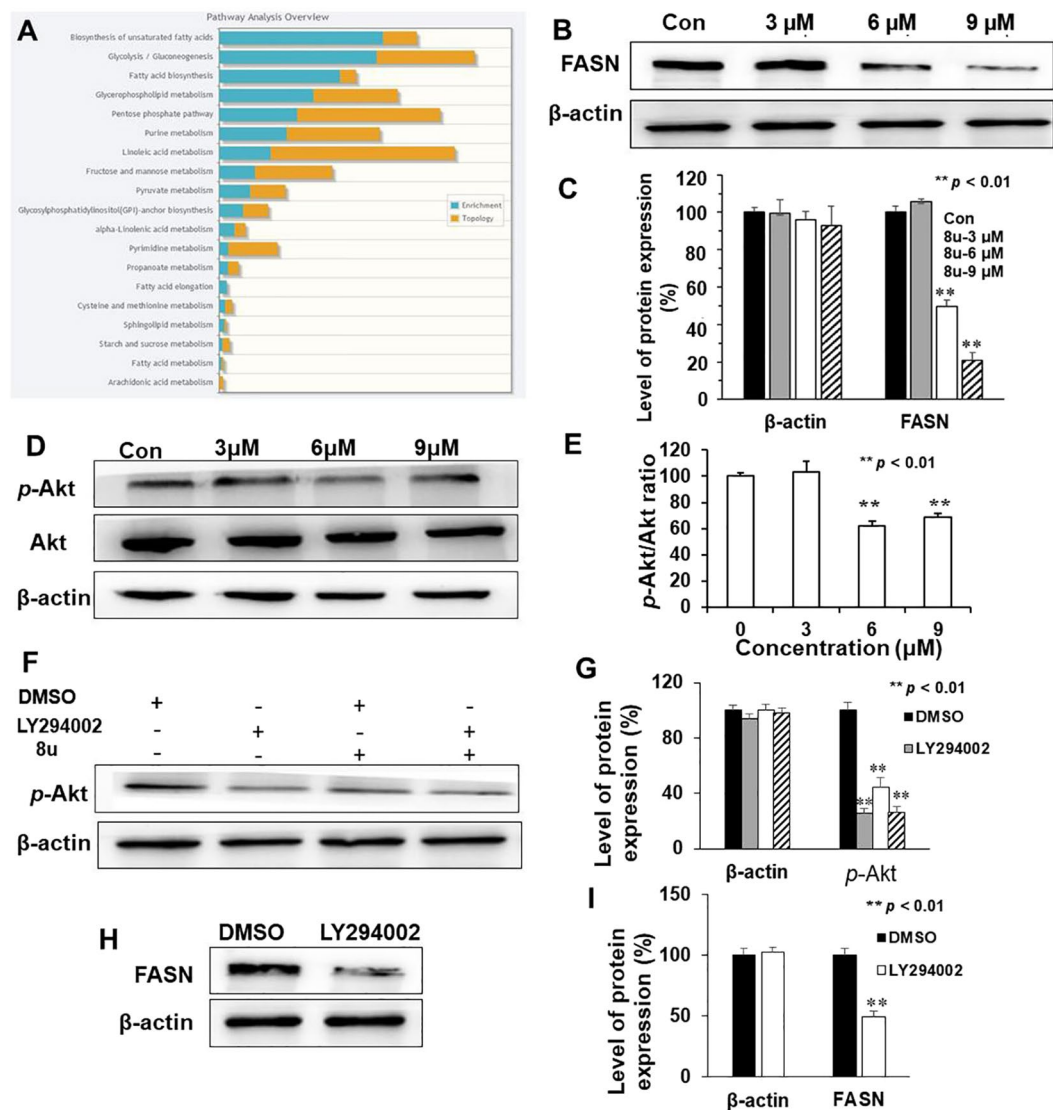 A
Pathway Analysis Overview
Biosynthesis of unsaturated fatty acids
Glycolysis / Gluconeogenesis
Fatty acid biosynthesis
Glycerophospholipid metabolism
Pentose phosphate pathway
Purine metabolism
Linoleic acid metabolism
Fructose and mannose metabolism
Pyruvate metabolism
Glycosylphosphatidylinositol(GPI)-anchor biosynthesis
alpha-Linolenic acid metabolism
Pyrimidine metabolism
Propanoate metabolism
Fatty acid elongation
Cysteine and methionine metabolism
Sphingolipid metabolism
Starch and sucrose metabolism
Fatty acid metabolism
Arachidonic acid metabolism
Enrichment
Topology
B
Con 3 µM 6 µM 9 µM
FASN
β-actin
C
Level of protein expression
(%)
120
100
80
60
40
20
0
** p < 0.01
Con
8u-3 µM
8u-6 µM
8u-9 µM
**
**
β-actin FASN
D
Con 3µM 6µM 9µM
p-Akt
Akt
β-actin
E
p-Akt/Akt ratio
120
100
80
60
40
20
0
** p < 0.01
** **
0 3 6 9
Concentration (µM)
F
DMSO + - + -
LY294002 - + - +
8u - - + +
p-Akt
β-actin
G
Level of protein
expression (%)
120
80
40
0
** p < 0.01
DMSO
LY294002
**
**
**
β-actin p-Akt
H
DMSO LY294002
FASN
β-actin
I
Level of protein
expression (%)
150
100
50
0
** p < 0.01
DMSO
LY294002
**
β-actin FASN